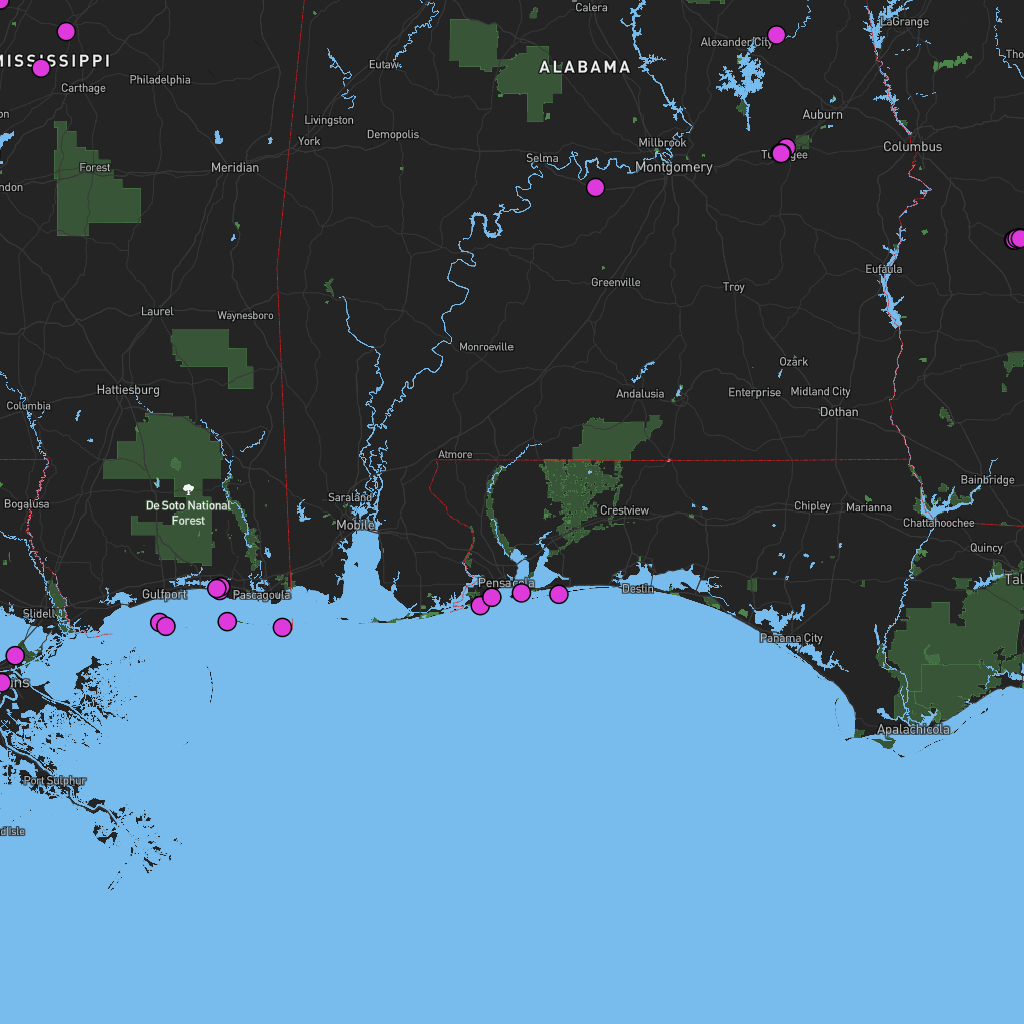 Calera
LaGrange
Alexander City
MISSISSIPPI
ALABAMA
Eutaw
Philadelphia
Carthage
Livingston
Demopolis
Auburn
York
Millbrook
Columbus
Selma
Tuskegee
Forest
Meridian
Montgomery
Eufaula
Greenville
Troy
Laurel
Waynesboro
Monroeville
Ozark
Hattiesburg
Andalusia
Enterprise
Midland City
Columbia
Dothan
Atmore
Bainbridge
Saraland
De Soto National
Forest
Bogalusa
Crestview
Chipley
Marianna
Mobile
Chattahoochee
Quincy
Tal
Pensacola
Destin
Gulfport
Pascagoula
Slidell
Panama City
ns
Apalachicola
Port Sulphur
d Isle